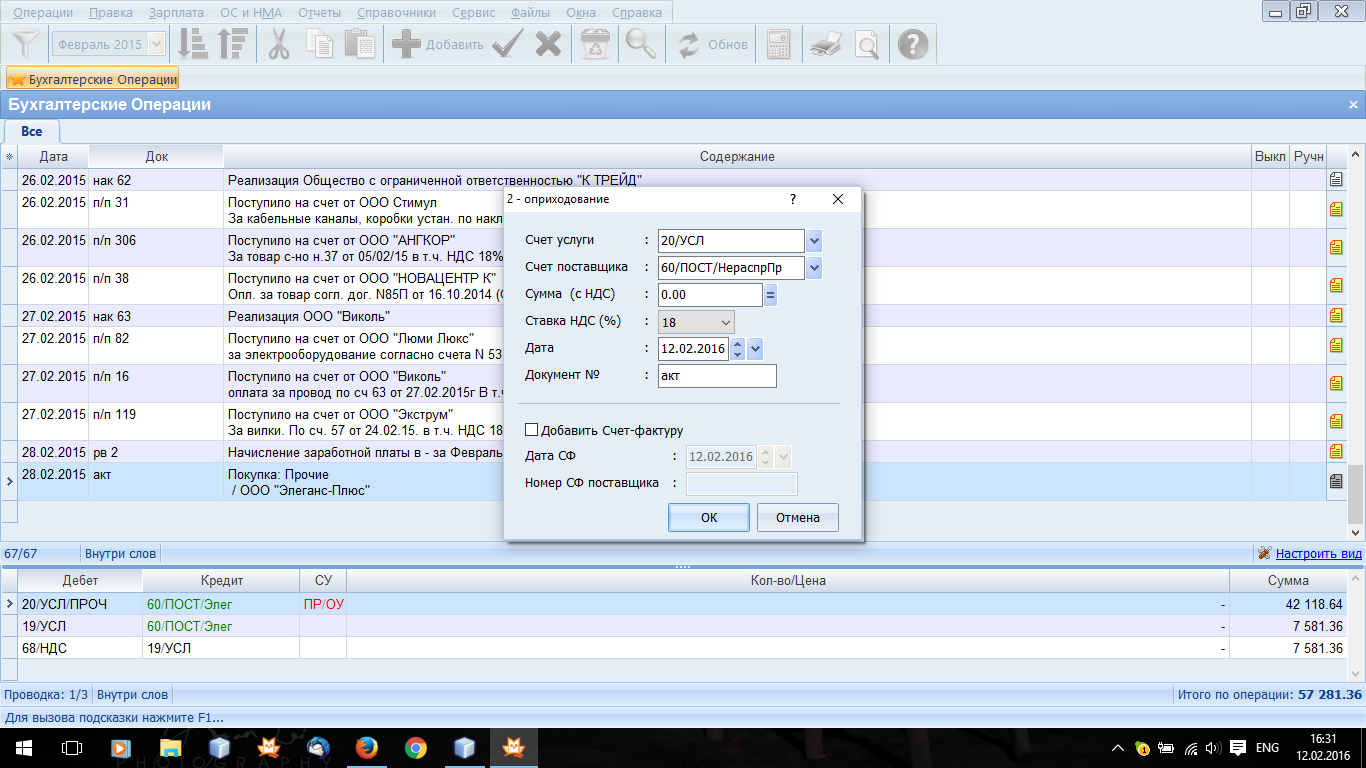 Операции Правка Зарплата ОС и НМА Отчеты Справочники Сервис Файлы Окна Справка
Февраль 2015 Добавить Обнов
Бухгалтерские Операции
Бухгалтерские Операции
Все
Дата Док Содержание Выкл Ручн
26.02.2015 нак 62 Реализация Общество с ограниченной ответственностью "К ТРЕЙД"
26.02.2015 п/п 31 Поступило на счет от ООО Стимул
За кабельные каналы, коробки устан. по накл
26.02.2015 п/п 306 Поступило на счет от ООО "АНГКОР"
За товар с-но н.37 от 05/02/15 в т.ч. НДС 18%
26.02.2015 п/п 38 Поступило на счет от ООО "НОВАЦЕНТР К"
Опл. за товар согл. дог. N85П от 16.10.2014
27.02.2015 нак 63 Реализация ООО "Виколь"
27.02.2015 п/п 82 Поступило на счет от ООО "Люми Люкс"
за электрооборудование согласно счета N 53
27.02.2015 п/п 16 Поступило на счет от ООО "Виколь"
оплата за провод по сч 63 от 27.02.2015г В т.ч
27.02.2015 п/п 119 Поступило на счет от ООО "Экструм"
За вилки. По сч. 57 от 24.02.15. в т.ч. НДС 18
28.02.2015 рв 2 Начисление заработной платы в - за Февраль
28.02.2015 акт Покупка: Прочие
/ ООО "Элеганс-Плюс"
2 - оприходование ?
Счет услуги : 20/УСЛ
Счет поставщика : 60/ПОСТ/НераспрПр
Сумма (с НДС) : 0.00 =
Ставка НДС (%) : 18
Дата : 12.02.2016
Документ № : акт
Добавить Счет-фактуру
Дата СФ : 12.02.2016
Номер СФ поставщика :
ОК Отмена
67/67 Внутри слов Настроить вид
Дебет Кредит СУ Кол-во/Цена Сумма
20/УСЛ/ПРОЧ 60/ПОСТ/Элег ПР/ОУ - 42 118.64
19/УСЛ 60/ПОСТ/Элег - 7 581.36
68/НДС 19/УСЛ - 7 581.36
Проводка: 1/3 Внутри слов Итого по операции: 57 281.36
Для вызова подсказки нажмите F1...
PHOTOGRAPHY
ENG 16:31
12.02.2016